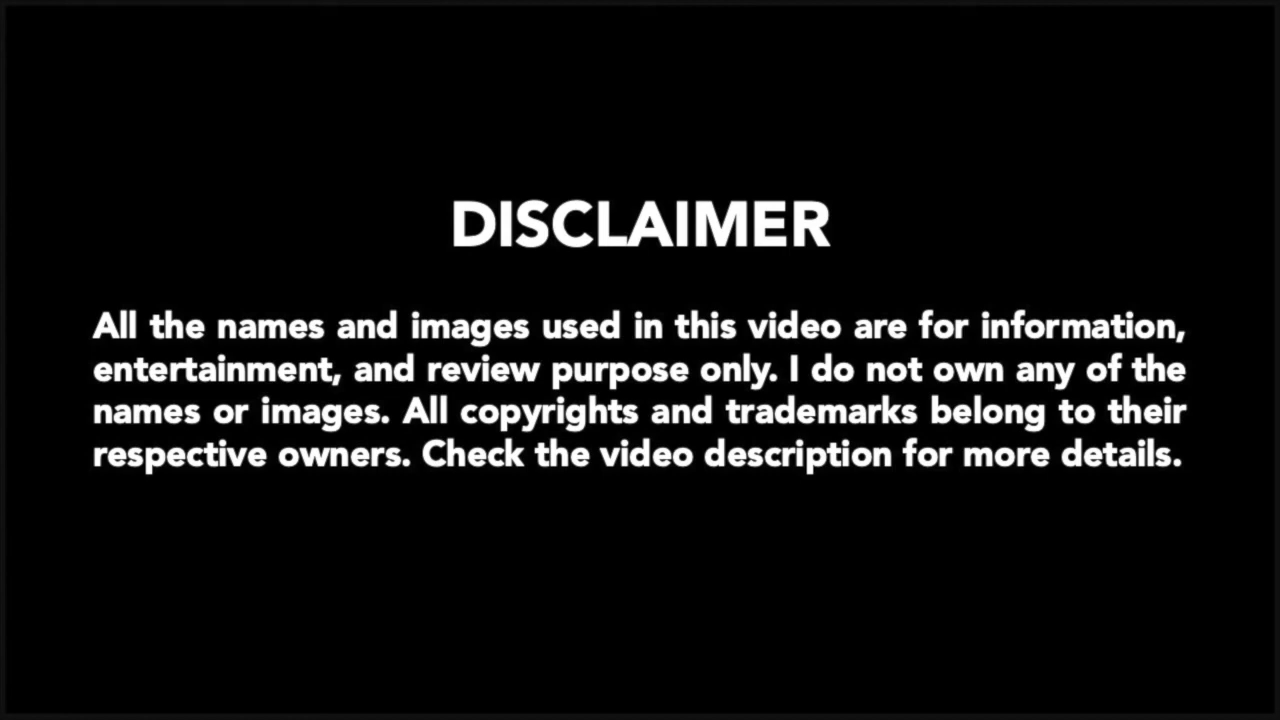 DISCLAIMER
All the names and images used in this video are for information,
entertainment, and review purpose only. I do not own any of the
names or images. All copyrights and trademarks belong to their
respective owners. Check the video description for more details.